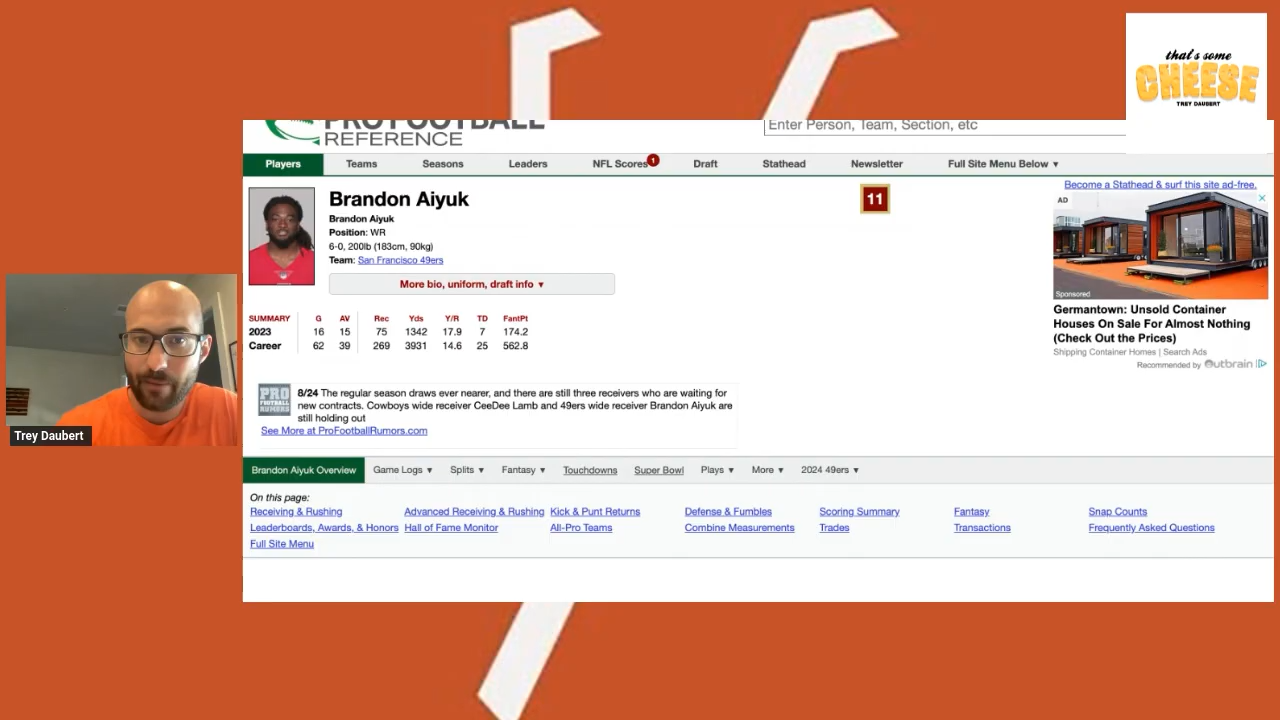 that's some
CHEESE
TREY DAUBERT
PRO FOOTBALL
REFERENCE
Enter Person, Team, Section, etc
Players Teams Seasons Leaders NFL Scores 1 Draft Stathead Newsletter Full Site Menu Below ▼
Brandon Aiyuk
11
Brandon Aiyuk
Position: WR
6-0, 200lb (183cm, 90kg)
Team: San Francisco 49ers
More bio, uniform, draft info ▼
SUMMARY G AV Rec Yds Y/R TD FantPt
2023 16 15 75 1342 17.9 7 174.2
Career 62 39 269 3931 14.6 25 562.8
PRO FOOTBALL RUMORS
8/24 The regular season draws ever nearer, and there are still three receivers who are waiting for
new contracts. Cowboys wide receiver CeeDee Lamb and 49ers wide receiver Brandon Aiyuk are
still holding out
See More at ProFootballRumors.com
Become a Stathead & surf this site ad-free.
AD
Sponsored
Germantown: Unsold Container
Houses On Sale For Almost Nothing
(Check Out the Prices)
Shipping Container Homes | Search Ads
Recommended by Outbrain
Trey Daubert
Brandon Aiyuk Overview Game Logs ▼ Splits ▼ Fantasy ▼ Touchdowns Super Bowl Plays ▼ More ▼ 2024 49ers ▼
On this page:
Receiving & Rushing Advanced Receiving & Rushing Kick & Punt Returns Defense & Fumbles Scoring Summary Fantasy Snap Counts
Leaderboards, Awards, & Honors Hall of Fame Monitor All-Pro Teams Combine Measurements Trades Transactions Frequently Asked Questions
Full Site Menu